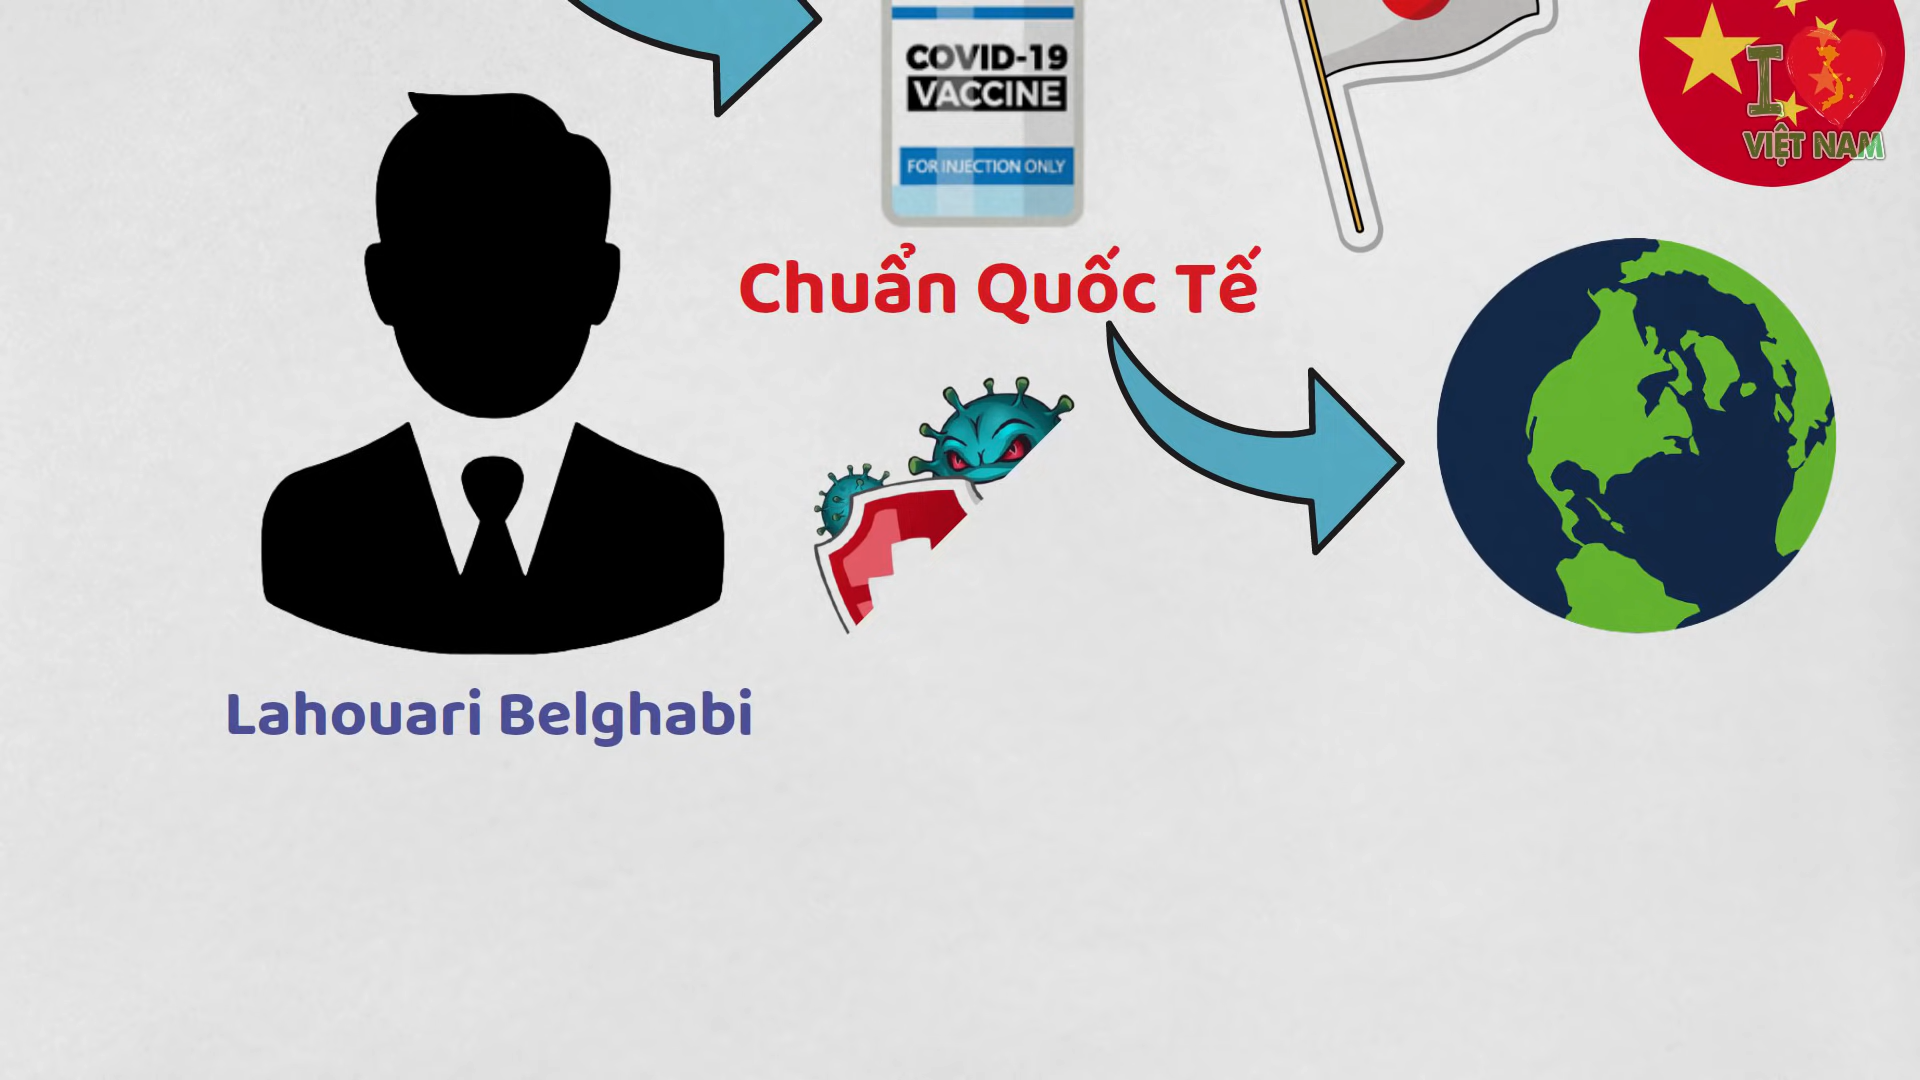 COVID-19
VACCINE
FOR INJECTION ONLY
I
VIỆT NAM
Chuẩn Quốc Tế
Lahouari Belghabi